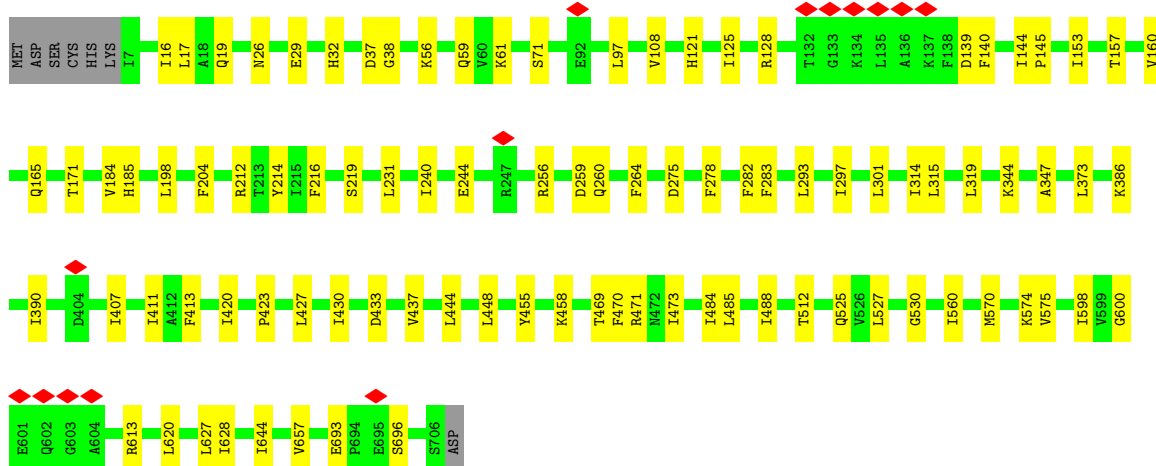 MET ASP SER CYS HIS LYS I7 I16 L17 A18 Q19 N26 E29 H32 D37 G38 K56 Q59 V60 K61 S71 E92 L97 V108 H121 I125 R128 T132 G133 K134 L135 A136 K137 F138 D139 F140 I144 P145 I153 T157 V160
Q165 T171 V184 H185 L198 F204 R212 T213 Y214 I215 F216 S219 L231 I240 E244 R247 R256 D259 Q260 F264 D275 F278 F282 F283 L293 I297 L301 I314 L315 L319 K344 A347 L373 K386
I390 D404 I407 I411 A412 F413 I420 P423 L427 I430 D433 V437 L444 L448 Y455 K458 T469 F470 R471 N472 I473 I484 L485 I488 T512 Q525 V526 L527 G530 I560 M570 K574 V575 I598 V599 G600
E601 Q602 G603 A604 R613 L620 L627 I628 I644 V657 E693 P694 E695 S696 S706 ASP